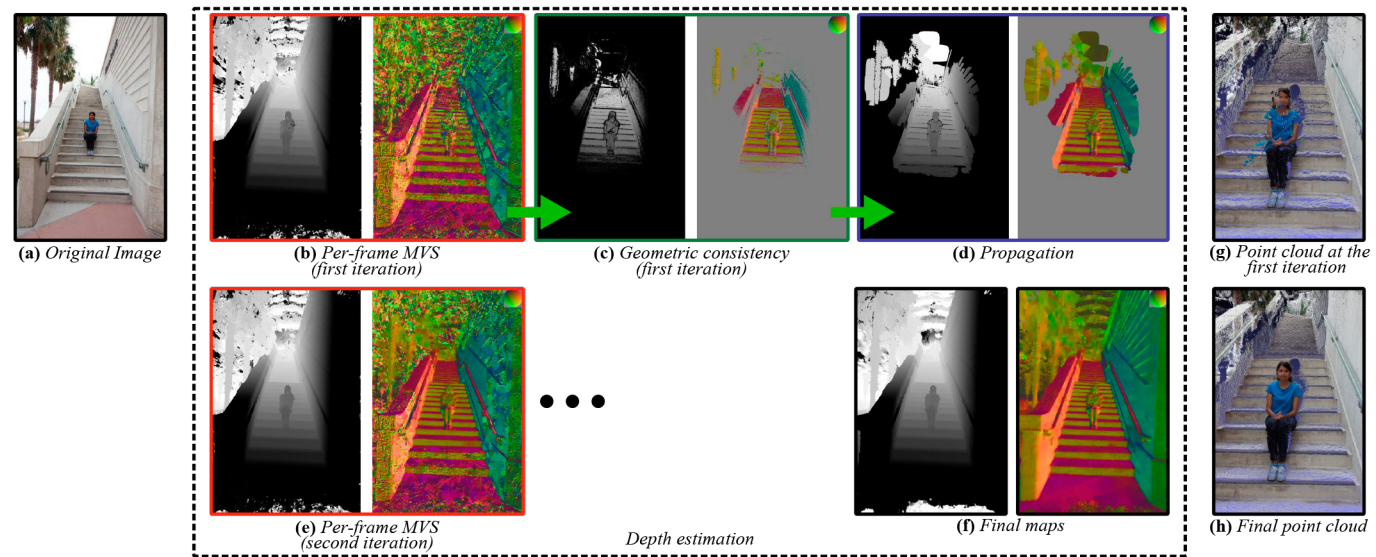 (a) Original Image
(b) Per-frame MVS
(first iteration)
(c) Geometric consistency
(first iteration)
(d) Propagation
(g) Point cloud at the
first iteration
(e) Per-frame MVS
(second iteration)
Depth estimation
(f) Final maps
(h) Final point cloud